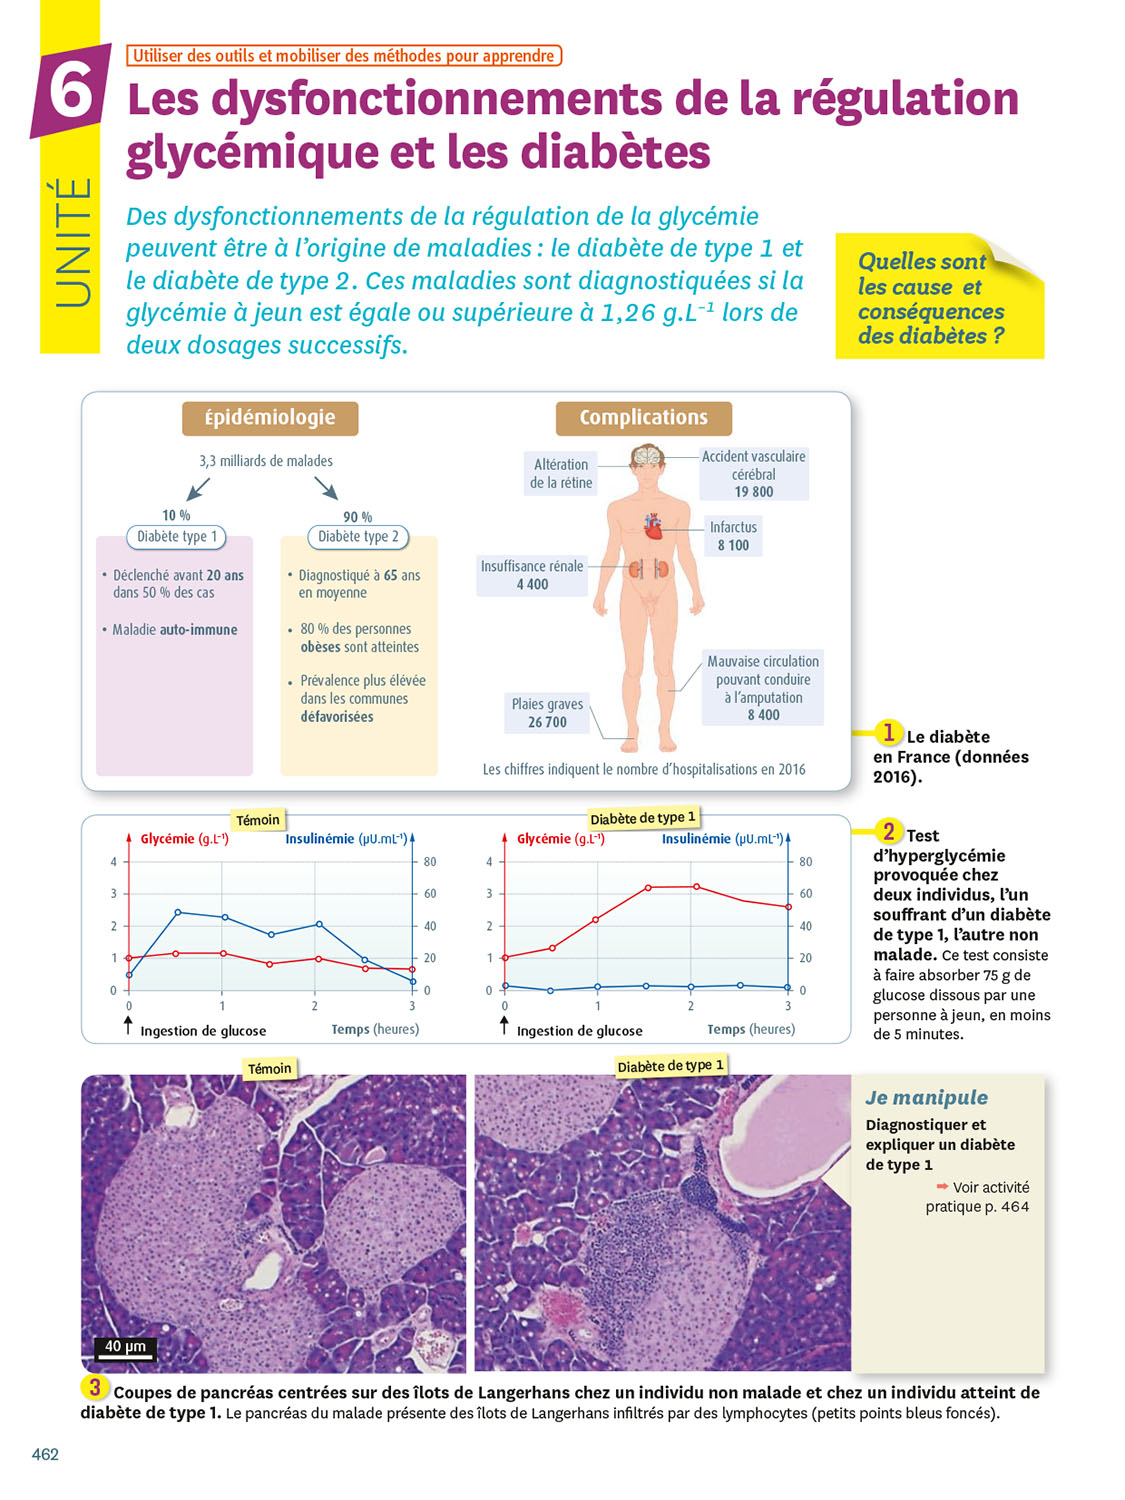 6
UNITÉ
Utiliser des outils et mobiliser des méthodes pour apprendre
Les dysfonctionnements de la régulation
glycémique et les diabètes
Des dysfonctionnements de la régulation de la glycémie
peuvent être à l’origine de maladies : le diabète de type 1 et
le diabète de type 2. Ces maladies sont diagnostiquées si la
glycémie à jeun est égale ou supérieure à 1,26 g.L⁻¹ lors de
deux dosages successifs.
Quelles sont
les cause et
conséquences
des diabètes ?
Épidémiologie
3,3 milliards de malades
10 %
Diabète type 1
• Déclenché avant 20 ans
dans 50 % des cas
• Maladie auto-immune
90 %
Diabète type 2
• Diagnostiqué à 65 ans
en moyenne
• 80 % des personnes
obèses sont atteintes
• Prévalence plus élévée
dans les communes
défavorisées
Complications
Altération
de la rétine
Accident vasculaire
cérébral
19 800
Infarctus
8 100
Insuffisance rénale
4 400
Mauvaise circulation
pouvant conduire
à l’amputation
8 400
Plaies graves
26 700
Les chiffres indiquent le nombre d’hospitalisations en 2016
1 Le diabète
en France (données
2016).
Témoin
Glycémie (g.L⁻¹) Insulinémie (µU.mL⁻¹)
4 80
3 60
2 40
1 20
0 0
0 1 2 3
Ingestion de glucose Temps (heures)
Diabète de type 1
Glycémie (g.L⁻¹) Insulinémie (µU.mL⁻¹)
4 80
3 60
2 40
1 20
0 0
0 1 2 3
Ingestion de glucose Temps (heures)
2 Test
d’hyperglycémie
provoquée chez
deux individus, l’un
souffrant d’un diabète
de type 1, l’autre non
malade. Ce test consiste
à faire absorber 75 g de
glucose dissous par une
personne à jeun, en moins
de 5 minutes.
Témoin
40 µm
Diabète de type 1
Je manipule
Diagnostiquer et
expliquer un diabète
de type 1
➡ Voir activité
pratique p. 464
3 Coupes de pancréas centrées sur des îlots de Langerhans chez un individu non malade et chez un individu atteint de
diabète de type 1. Le pancréas du malade présente des îlots de Langerhans infiltrés par des lymphocytes (petits points bleus foncés).
462